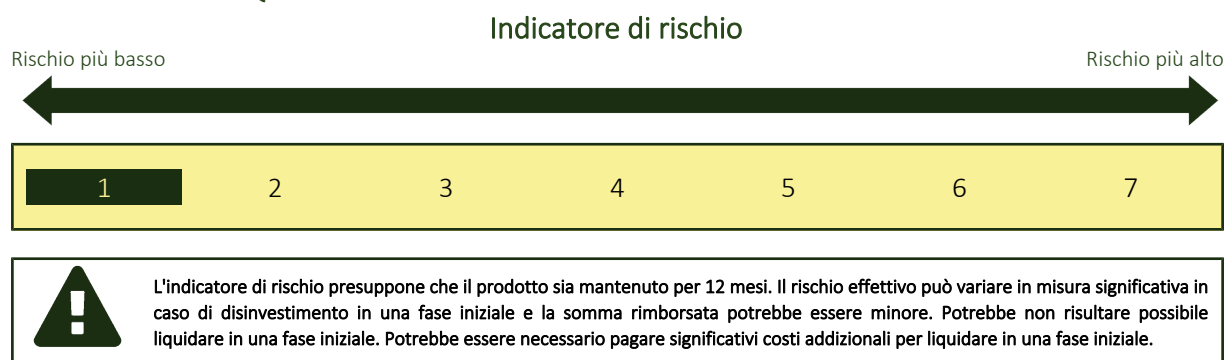 Indicatore di rischio
Rischio più basso
Rischio più alto
1 2 3 4 5 6 7
L'indicatore di rischio presuppone che il prodotto sia mantenuto per 12 mesi. Il rischio effettivo può variare in misura significativa in
caso di disinvestimento in una fase iniziale e la somma rimborsata potrebbe essere minore. Potrebbe non risultare possibile
liquidare in una fase iniziale. Potrebbe essere necessario pagare significativi costi addizionali per liquidare in una fase iniziale.